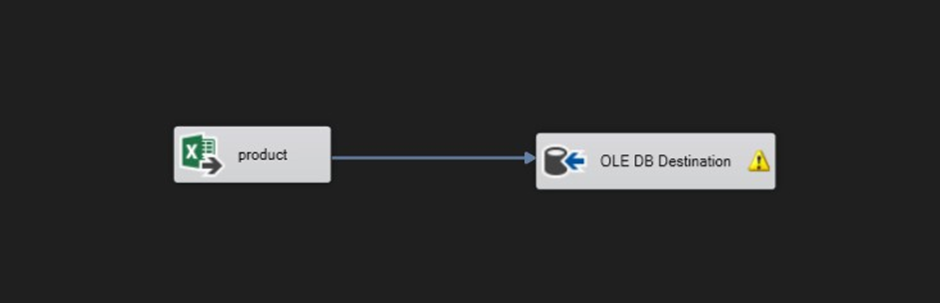 product
OLE DB Destination